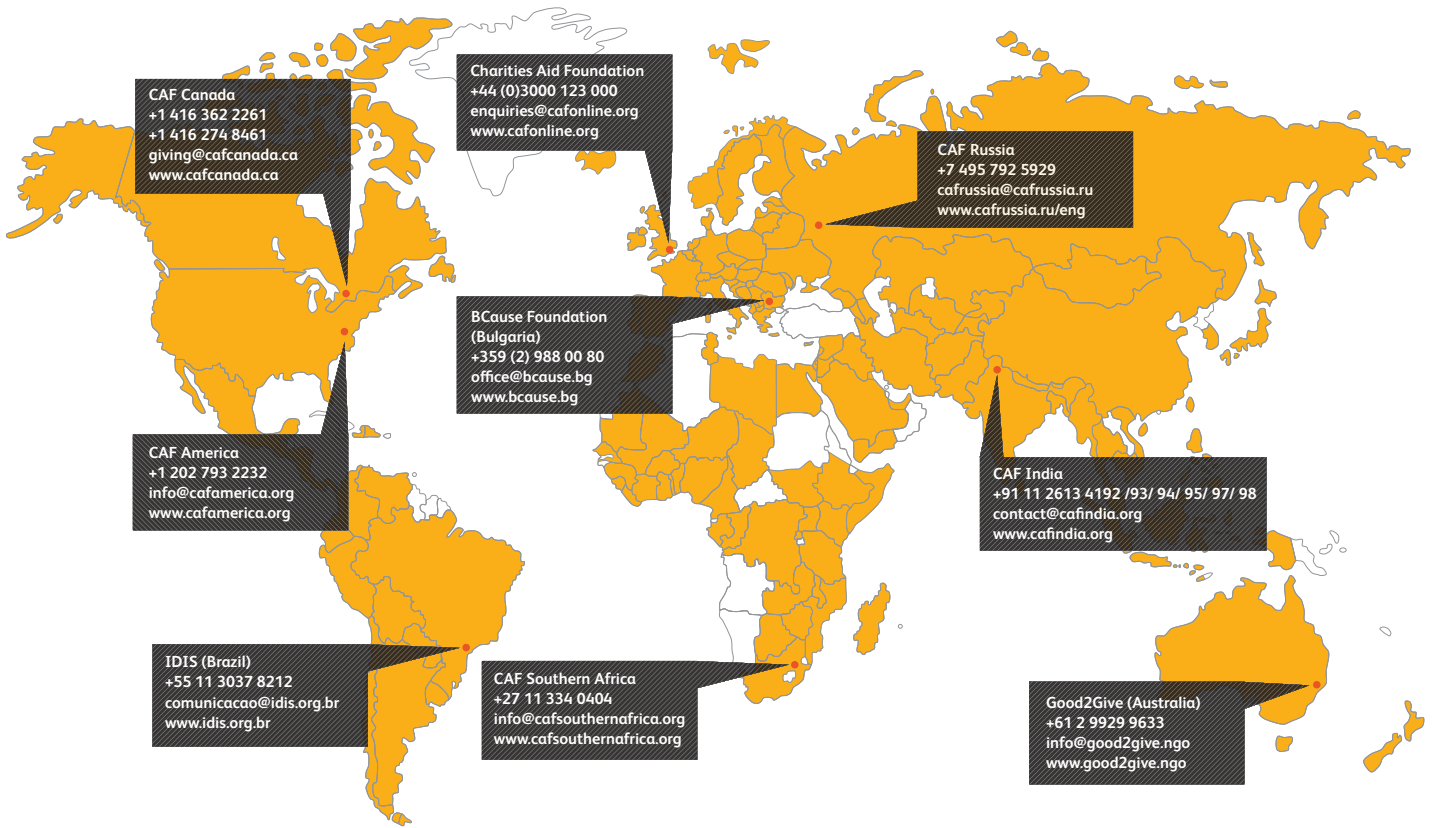 CAF Canada
+1 416 362 2261
+1 416 274 8461
giving@cafcanada.ca
www.cafcanada.ca
Charities Aid Foundation
+44 (0)3000 123 000
enquiries@cafonline.org
www.cafonline.org
CAF Russia
+7 495 792 5929
cafrussia@cafrussia.ru
www.cafrussia.ru/eng
BCause Foundation
(Bulgaria)
+359 (2) 988 00 80
office@bcause.bg
www.bcause.bg
CAF America
+1 202 793 2232
info@cafamerica.org
www.cafamerica.org
CAF India
+91 11 2613 4192 /93/ 94/ 95/ 97/ 98
contact@cafindia.org
www.cafindia.org
IDIS (Brazil)
+55 11 3037 8212
comunicacao@idis.org.br
www.idis.org.br
CAF Southern Africa
+27 11 334 0404
info@cafsouthernafrica.org
www.cafsouthernafrica.org
Good2Give (Australia)
+61 2 9929 9633
info@good2give.ngo
www.good2give.ngo